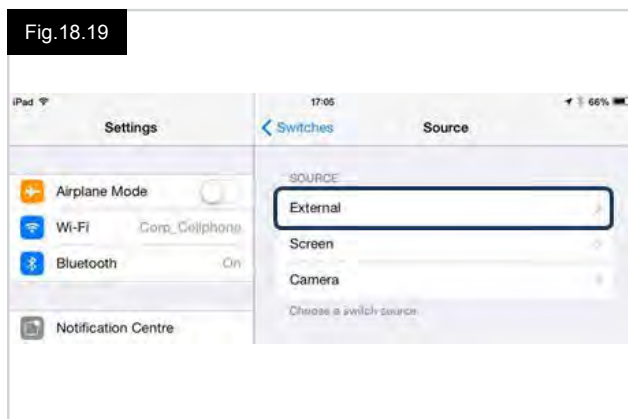 Fig.18.19
iPad 17:05 66%
Settings
Switches Source
Airplane Mode
Wi-Fi Corp_Cellphone
Bluetooth On
Notification Centre
SOURCE
External
Screen
Camera
Choose a switch source.